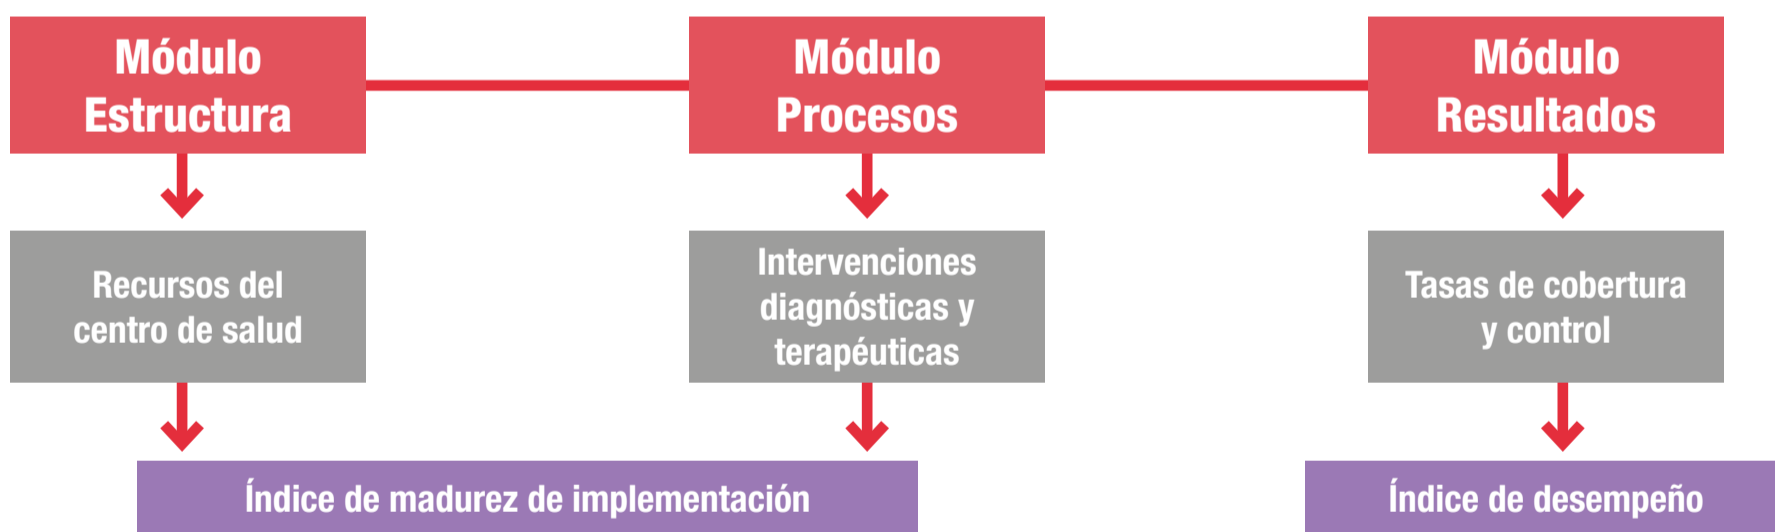 Módulo
Estructura
Módulo
Procesos
Módulo
Resultados
Recursos del
centro de salud
Intervenciones
diagnósticas y
terapéuticas
Tasas de cobertura
y control
Índice de madurez de implementación
Índice de desempeño